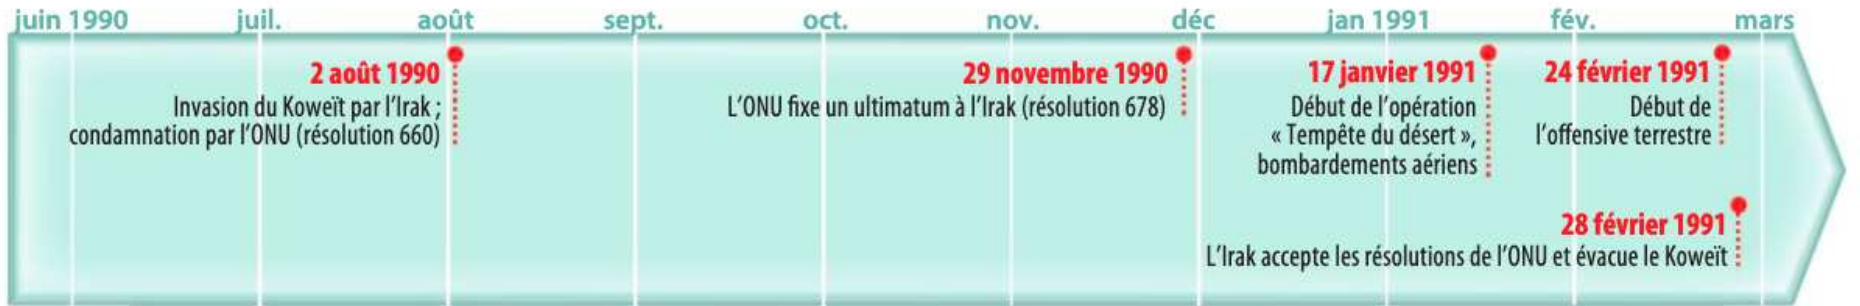 juin 1990 juil. août sept. oct. nov. déc jan 1991 fév. mars
2 août 1990
Invasion du Koweït par l'Irak ;
condamnation par l'ONU (résolution 660)
29 novembre 1990
L'ONU fixe un ultimatum à l'Irak (résolution 678)
17 janvier 1991
Début de l'opération
« Tempête du désert »,
bombardements aériens
24 février 1991
Début de
l'offensive terrestre
28 février 1991
L'Irak accepte les résolutions de l'ONU et évacue le Koweït